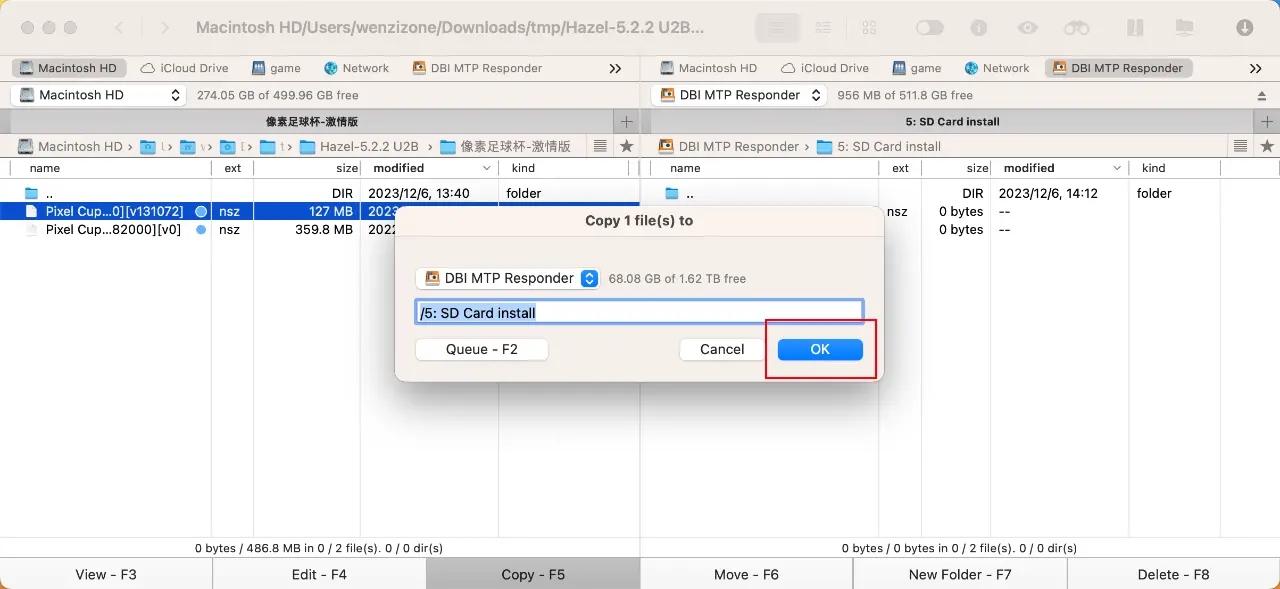 Macintosh HD/Users/wenzizone/Downloads/tmp/Hazel-5.2.2 U2B...
Macintosh HD iCloud Drive game Network DBI MTP Responder >>
Macintosh HD iCloud Drive game Network DBI MTP Responder >>
Macintosh HD 274.05 GB of 499.96 GB free
DBI MTP Responder 956 MB of 511.8 GB free
像素足球杯-激情版 +
5: SD Card install +
Macintosh HD › › › › › Hazel-5.2.2 U2B › 像素足球杯-激情版
DBI MTP Responder › 5: SD Card install
name ext size modified kind
name ext size modified kind
.. DIR 2023/12/6, 13:40 folder
.. DIR 2023/12/6, 14:12 folder
Pixel Cup...0][v131072] nsz 127 MB 2023
nsz 0 bytes --
Pixel Cup...82000][v0] nsz 359.8 MB 2022
0 bytes --
Copy 1 file(s) to
DBI MTP Responder 68.08 GB of 1.62 TB free
/5: SD Card install
Queue - F2 Cancel OK
0 bytes / 486.8 MB in 0 / 2 file(s). 0 / 0 dir(s)
0 bytes / 0 bytes in 0 / 2 file(s). 0 / 0 dir(s)
View - F3 Edit - F4 Copy - F5 Move - F6 New Folder - F7 Delete - F8